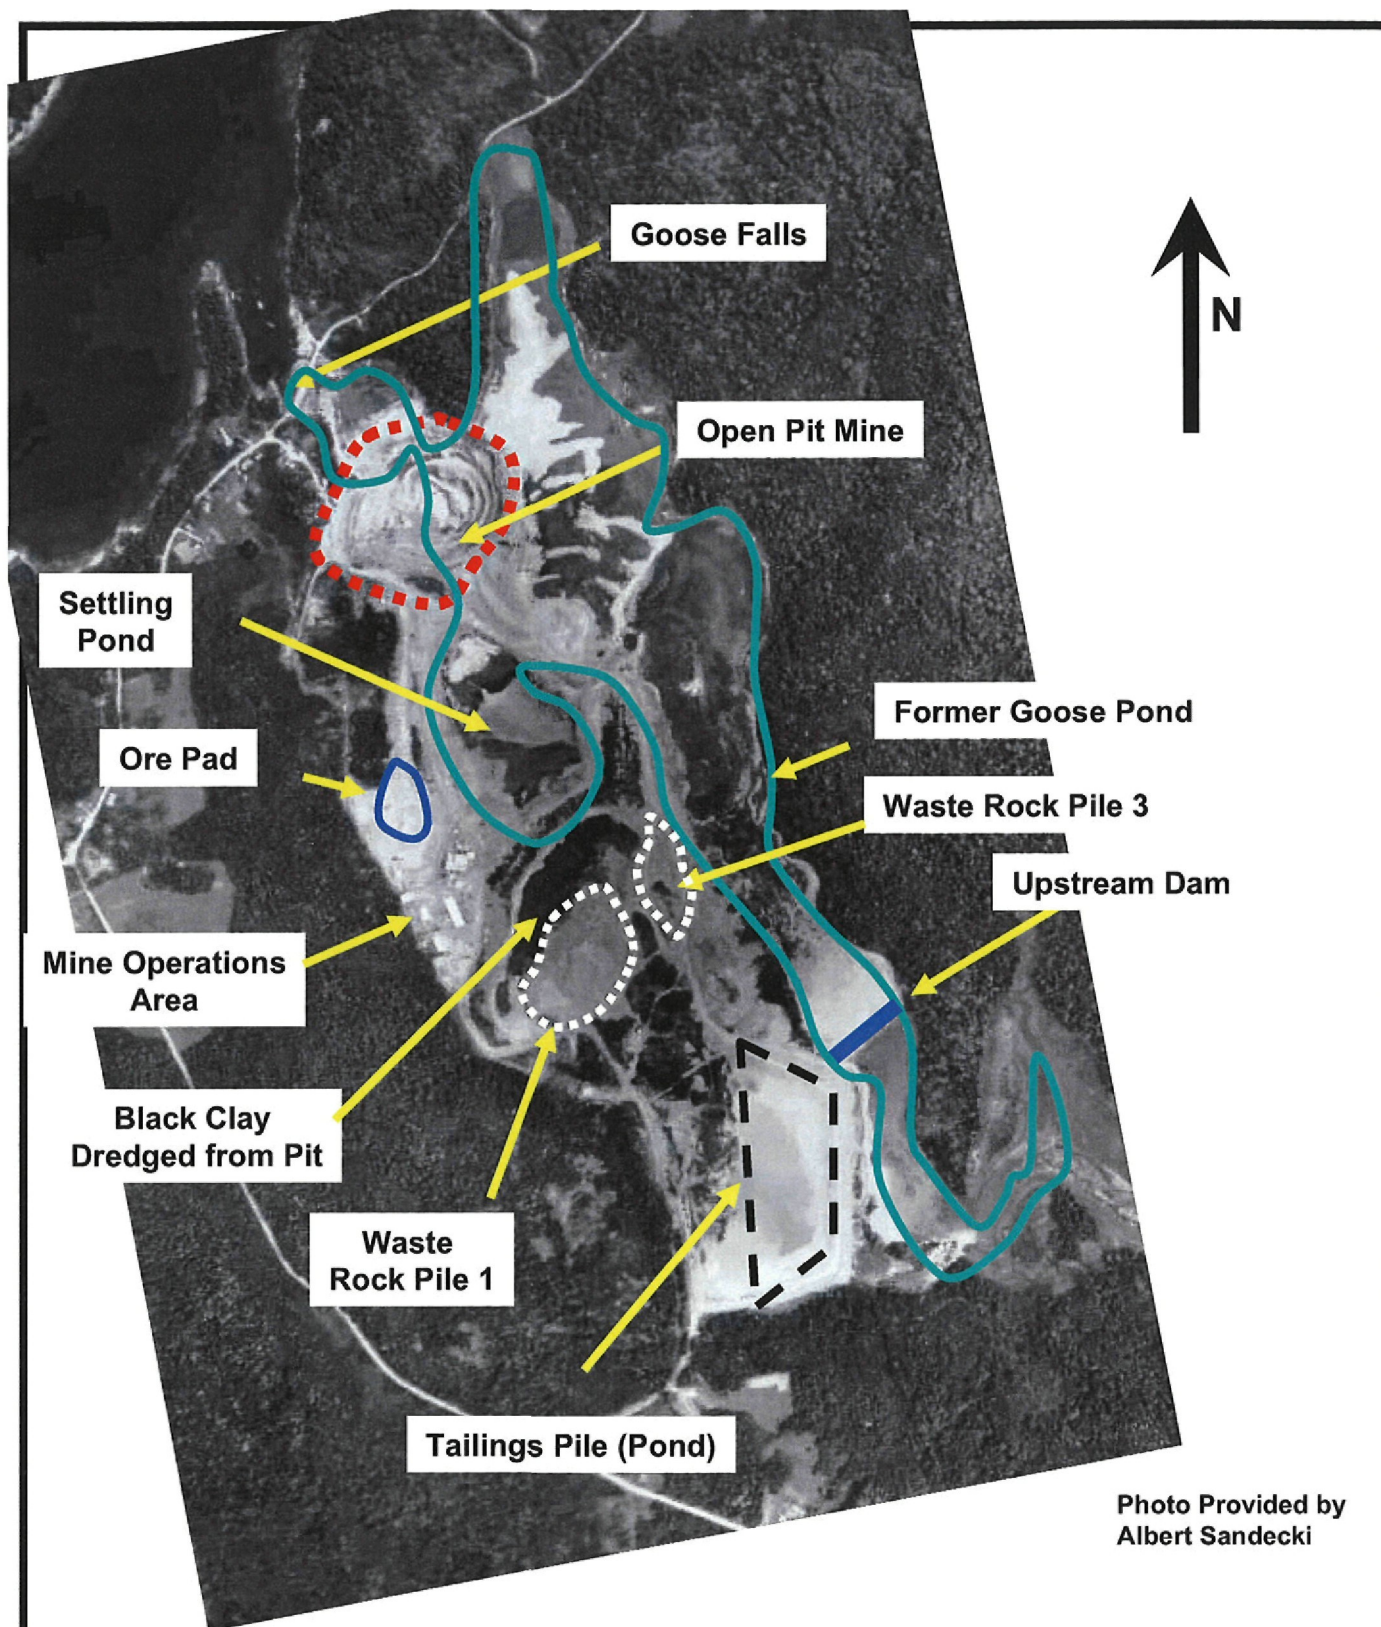 Goose Falls
N
Open Pit Mine
Settling
Pond
Former Goose Pond
Ore Pad
Waste Rock Pile 3
Upstream Dam
Mine Operations
Area
Black Clay
Dredged from Pit
Waste
Rock Pile 1
Tailings Pile (Pond)
Photo Provided by
Albert Sandecki